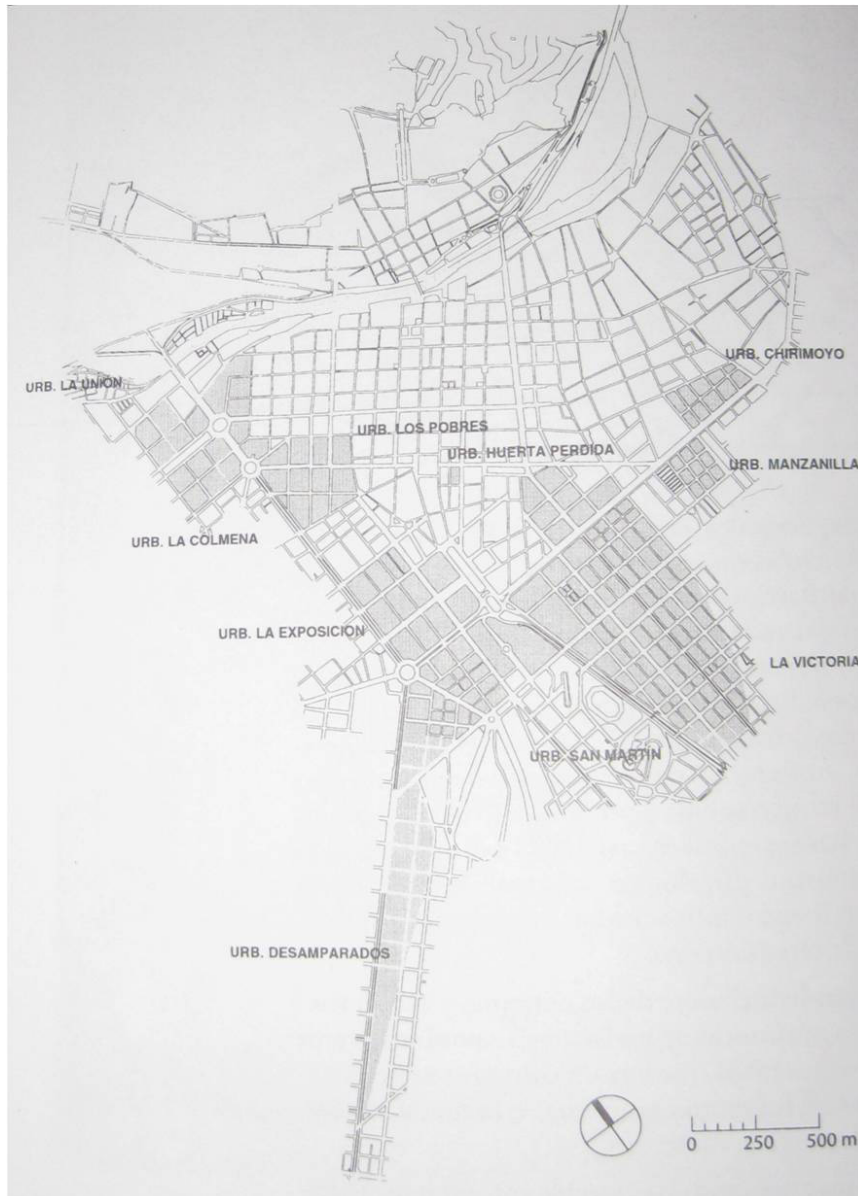 URB. CHIRIMOYO
URB. LA UNION
URB. LOS POBRES
URB. HUERTA PERDIDA
URB. MANZANILLA
URB. LA COLMENA
URB. LA EXPOSICION
LA VICTORIA
URB. SAN MARTIN
URB. DESAMPARADOS
0 250 500 m